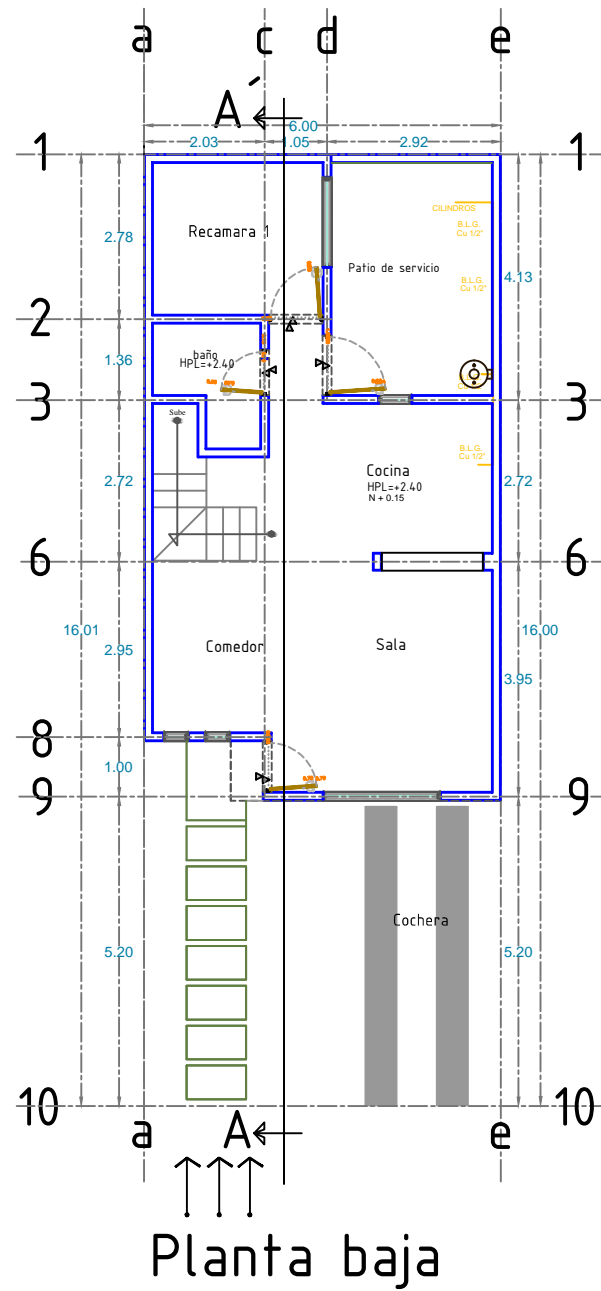 a c d e
A´
6.00
2.03 1.05 2.92
1 1
2.78
Recamara 1
CILINDROS
B.L.G.
Cu 1/2"
Patio de servicio
4.13
B.L.G.
Cu 1/2"
2
1.36
baño
HPL=+2.40
3 3
Sube
B.L.G.
Cu 1/2"
2.72
Cocina
HPL=+2.40
N + 0.15
2.72
6 6
16.01
16.00
2.95
Comedor
Sala
3.95
8
1.00
9 9
Cochera
5.20 5.20
10 10
a A e
Planta baja